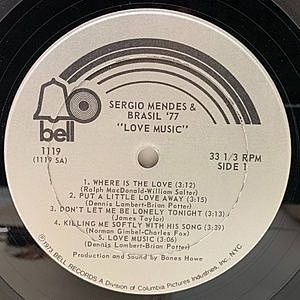 bell
SERGIO MENDES &
BRASIL '77
"LOVE MUSIC"
1119
(1119 SA)
33 1/3 RPM
SIDE 1
1. WHERE IS THE LOVE (3:12)
(Ralph MacDonald-William Salter)
2. PUT A LITTLE LOVE AWAY (3:15)
(Dennis Lambert-Brian Potter)
3. DON'T LET ME BE LONELY TONIGHT (3:13)
(James Taylor)
4. KILLING ME SOFTLY WITH HIS SONG (3:39)
(Norman Gimbel-Charles Fox)
5. LOVE MUSIC (3:06)
(Dennis Lambert-Brian Potter)
Production and Sound by Bones Howe
©1973 BELL RECORDS A Division of Columbia Pictures Industries, Inc., NYC